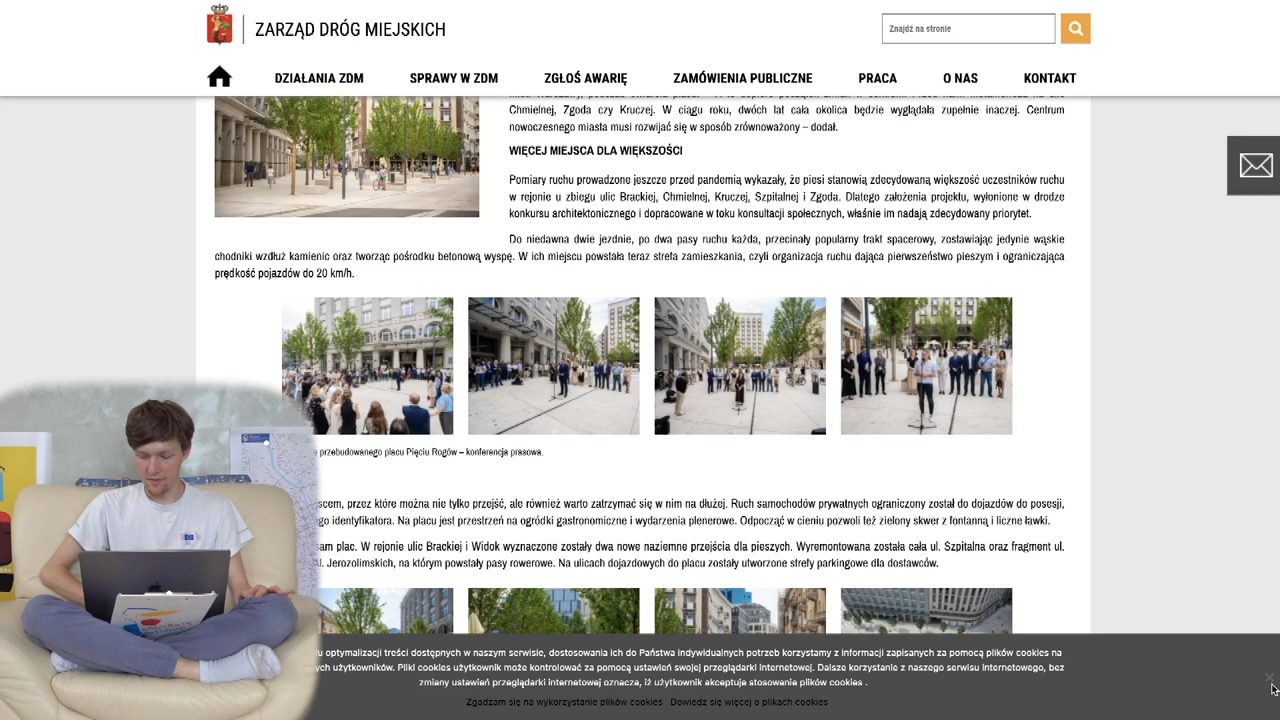 ZARZĄD DRÓG MIEJSKICH
Znajdź na stronie
DZIAŁANIA ZDM SPRAWY W ZDM ZGŁOŚ AWARIĘ ZAMÓWIENIA PUBLICZNE PRACA O NAS KONTAKT
Chmielnej, Zgoda czy Kruczej. W ciągu roku, dwóch lat cała okolica będzie wyglądała zupełnie inaczej. Centrum
nowoczesnego miasta musi rozwijać się w sposób zrównoważony – dodał.
WIĘCEJ MIEJSCA DLA WIĘKSZOŚCI
Pomiary ruchu prowadzone jeszcze przed pandemią wykazały, że piesi stanowią zdecydowaną większość uczestników ruchu
w rejonie u zbiegu ulic Brackiej, Chmielnej, Kruczej, Szpitalnej i Zgoda. Dlatego założenia projektu, wyłonione w drodze
konkursu architektonicznego i dopracowane w toku konsultacji społecznych, właśnie im nadają zdecydowany priorytet.
Do niedawna dwie jezdnie, po dwa pasy ruchu każda, przecinały popularny trakt spacerowy, zostawiając jedynie wąskie
chodniki wzdłuż kamienic oraz tworząc pośrodku betonową wyspę. W ich miejscu powstała teraz strefa zamieszkania, czyli organizacja ruchu dająca pierwszeństwo pieszym i ograniczająca
prędkość pojazdów do 20 km/h.
przebudowanego placu Pięciu Rogów – konferencja prasowa.
scem, przez które można nie tylko przejść, ale również warto zatrzymać się w nim na dłużej. Ruch samochodów prywatnych ograniczony został do dojazdów do posesji,
ego identyfikatora. Na placu jest przestrzeń na ogródki gastronomiczne i wydarzenia plenerowe. Odpocząć w cieniu pozwoli też zielony skwer z fontanną i liczne ławki.
sam plac. W rejonie ulic Brackiej i Widok wyznaczone zostały dwa nowe naziemne przejścia dla pieszych. Wyremontowana została cała ul. Szpitalna oraz fragment ul.
Al. Jerozolimskich, na którym powstały pasy rowerowe. Na ulicach dojazdowych do placu zostały utworzone strefy parkingowe dla dostawców.
u optymalizacji treści dostępnych w naszym serwisie, dostosowania ich do Państwa indywidualnych potrzeb korzystamy z informacji zapisanych za pomocą plików cookies na
ych użytkowników. Pliki cookies użytkownik może kontrolować za pomocą ustawień swojej przeglądarki internetowej. Dalsze korzystanie z naszego serwisu internetowego, bez
zmiany ustawień przeglądarki internetowej oznacza, iż użytkownik akceptuje stosowanie plików cookies .
Zgadzam się na wykorzystanie plików cookies Dowiedz się więcej o plikach cookies